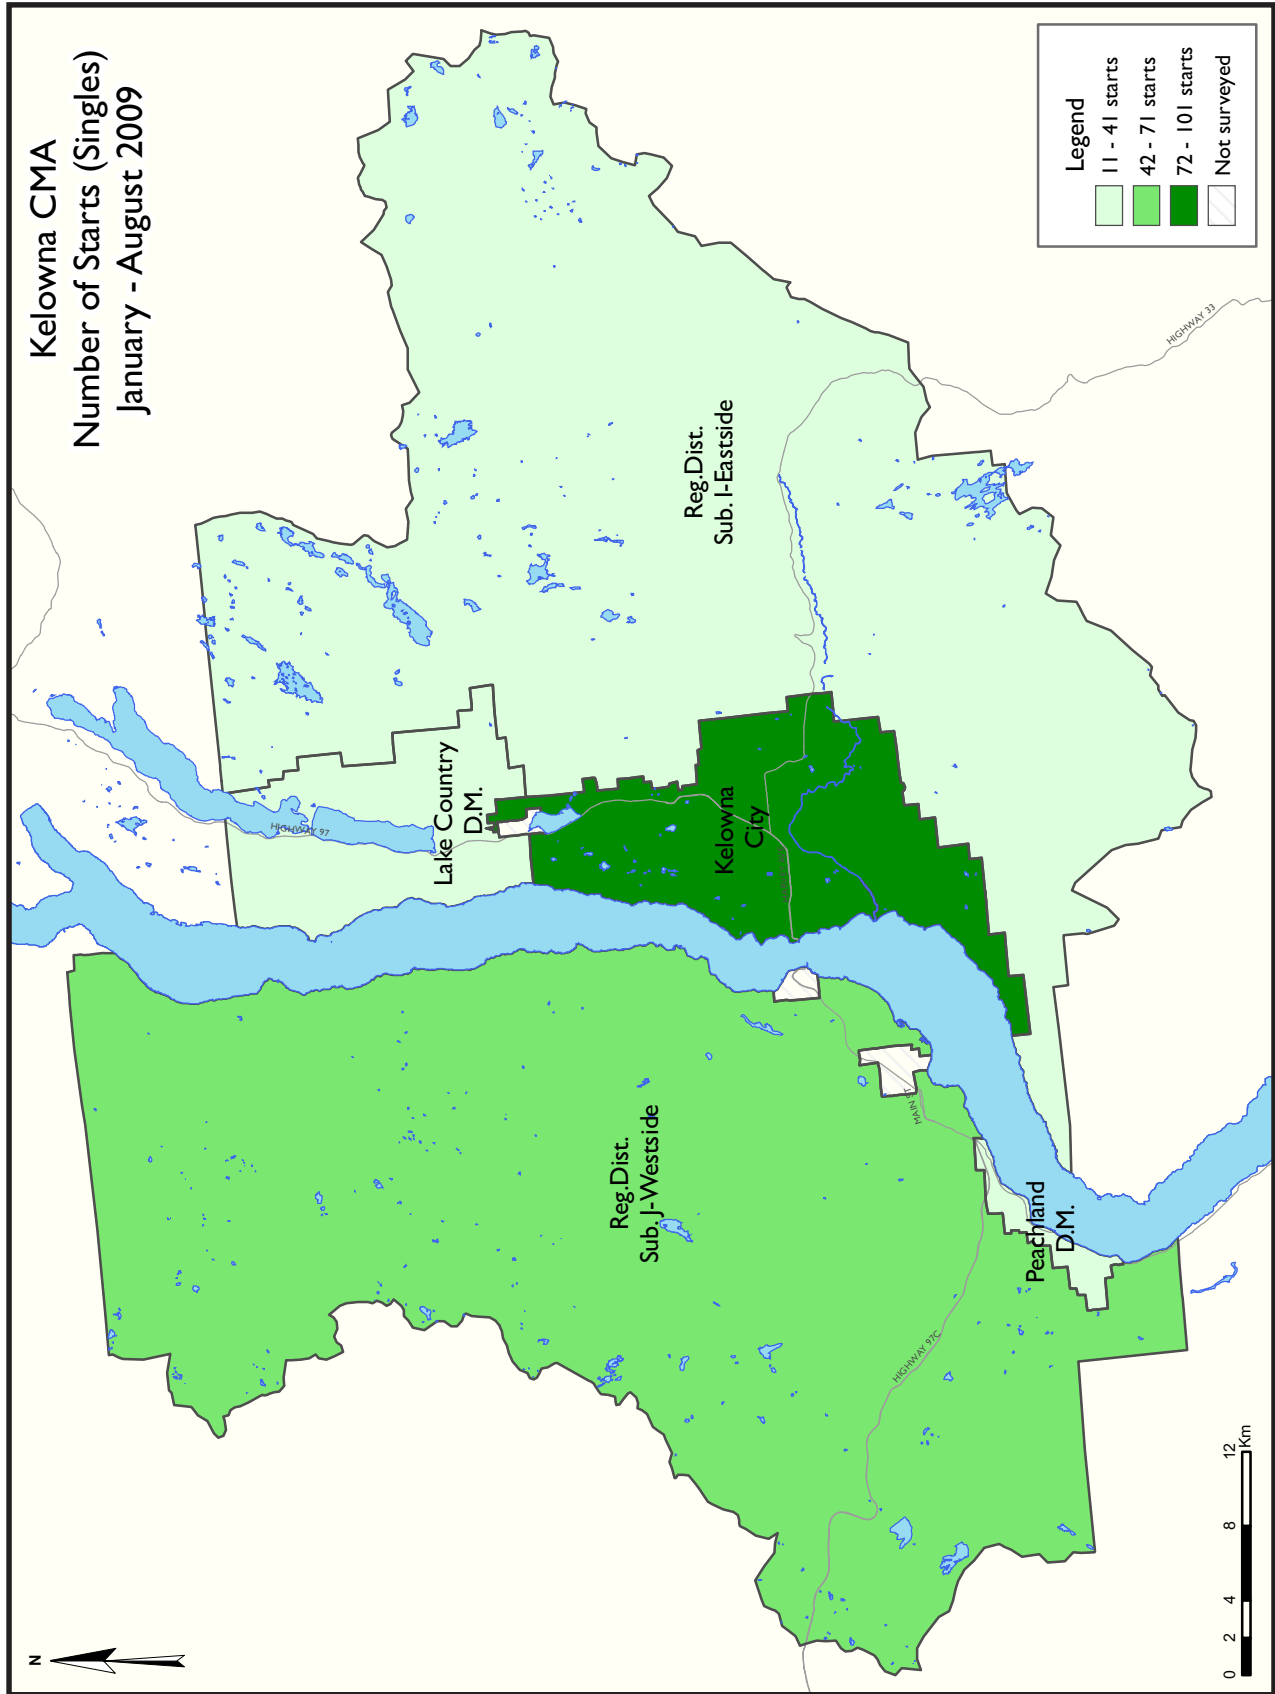 Kelowna CMA
Number of Starts (Singles)
January - August 2009
Legend
11 - 41 starts
42 - 71 starts
72 - 101 starts
Not surveyed
N
HIGHWAY 97
Lake Country
D.M.
Reg.Dist.
Sub. I-Eastside
HIGHWAY 33
Kelowna
City
Reg.Dist.
Sub. J-Westside
MAIN ST
Peachland
D.M.
HIGHWAY 97C
0 2 4 8 12
Km